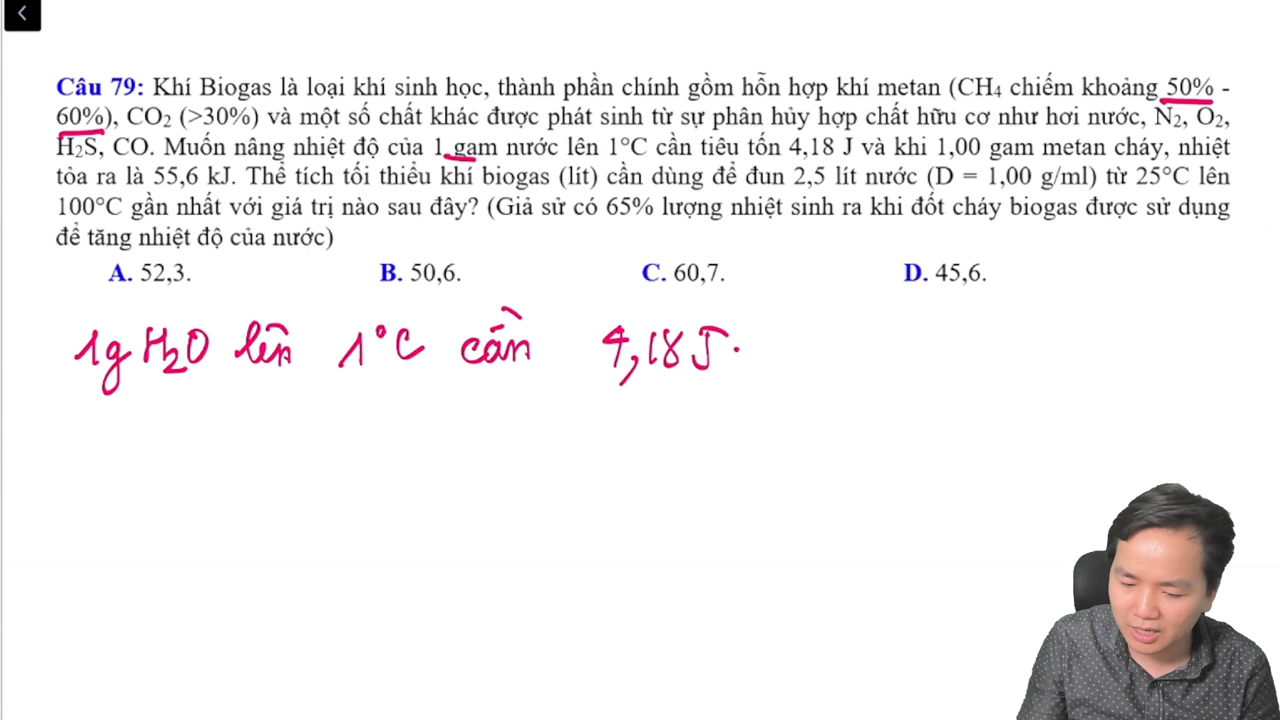 Câu 79: Khí Biogas là loại khí sinh học, thành phần chính gồm hỗn hợp khí metan (CH4 chiếm khoảng 50% -
60%), CO2 (>30%) và một số chất khác được phát sinh từ sự phân hủy hợp chất hữu cơ như hơi nước, N2, O2,
H2S, CO. Muốn nâng nhiệt độ của 1 gam nước lên 1°C cần tiêu tốn 4,18 J và khi 1,00 gam metan cháy, nhiệt
tỏa ra là 55,6 kJ. Thể tích tối thiểu khí biogas (lít) cần dùng để đun 2,5 lít nước (D = 1,00 g/ml) từ 25°C lên
100°C gần nhất với giá trị nào sau đây? (Giả sử có 65% lượng nhiệt sinh ra khi đốt cháy biogas được sử dụng
để tăng nhiệt độ của nước)
A. 52,3. B. 50,6. C. 60,7. D. 45,6.
1g H2O lên 1°C cần 4,18J.